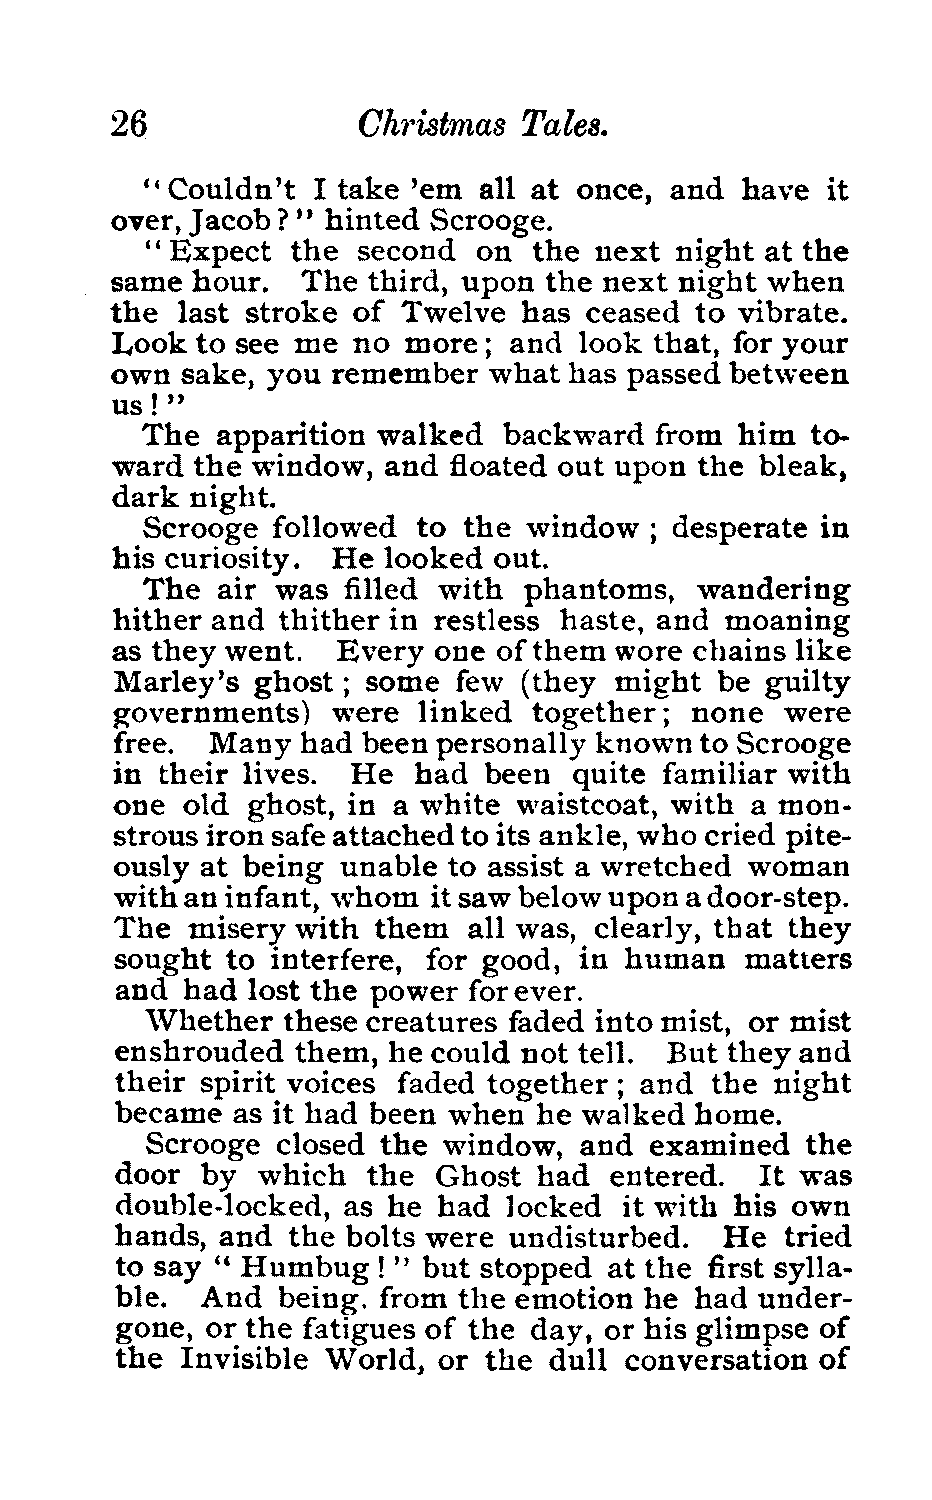 26 Christmas Tales.
"Couldn't I take 'em all at once, and have it
over, Jacob?" hinted Scrooge.
"Expect the second on the next night at the
same hour. The third, upon the next night when
the last stroke of Twelve has ceased to vibrate.
Look to see me no more; and look that, for your
own sake, you remember what has passed between
us!"
The apparition walked backward from him to-
ward the window, and floated out upon the bleak,
dark night.
Scrooge followed to the window; desperate in
his curiosity. He looked out.
The air was filled with phantoms, wandering
hither and thither in restless haste, and moaning
as they went. Every one of them wore chains like
Marley's ghost; some few (they might be guilty
governments) were linked together; none were
free. Many had been personally known to Scrooge
in their lives. He had been quite familiar with
one old ghost, in a white waistcoat, with a mon-
strous iron safe attached to its ankle, who cried pite-
ously at being unable to assist a wretched woman
with an infant, whom it saw below upon a door-step.
The misery with them all was, clearly, that they
sought to interfere, for good, in human matters
and had lost the power forever.
Whether these creatures faded into mist, or mist
enshrouded them, he could not tell. But they and
their spirit voices faded together; and the night
became as it had been when he walked home.
Scrooge closed the window, and examined the
door by which the Ghost had entered. It was
double-locked, as he had locked it with his own
hands, and the bolts were undisturbed. He tried
to say "Humbug!" but stopped at the first sylla-
ble. And being, from the emotion he had under-
gone, or the fatigues of the day, or his glimpse of
the Invisible World, or the dull conversation of